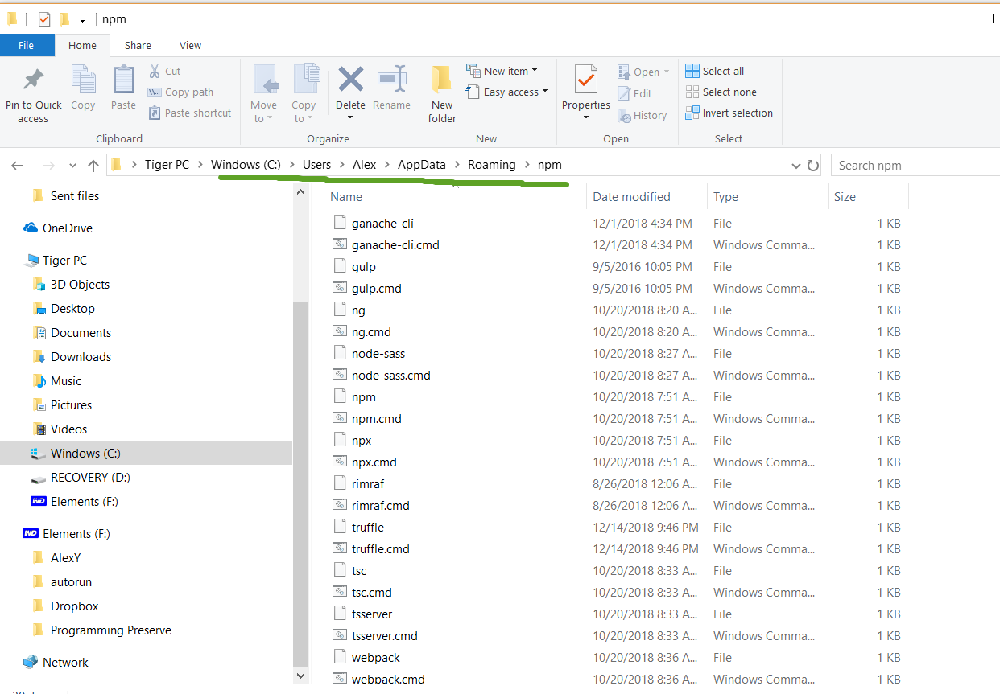 npm
File Home Share View
Pin to Quick access
Copy
Paste
Cut
Copy path
Paste shortcut
Clipboard
Move to
Copy to
Delete
Rename
Organize
New folder
New item
Easy access
New
Properties
Open
Edit
History
Open
Select all
Select none
Invert selection
Select
Tiger PC > Windows (C:) > Users > Alex > AppData > Roaming > npm
Search npm
Sent files
OneDrive
Tiger PC
3D Objects
Desktop
Documents
Downloads
Music
Pictures
Videos
Windows (C:)
RECOVERY (D:)
WD Elements (F:)
WD Elements (F:)
AlexY
autorun
Dropbox
Programming Preserve
Network
Name Date modified Type Size
ganache-cli 12/1/2018 4:34 PM File 1 KB
ganache-cli.cmd 12/1/2018 4:34 PM Windows Comma... 1 KB
gulp 9/5/2016 10:05 PM File 1 KB
gulp.cmd 9/5/2016 10:05 PM Windows Comma... 1 KB
ng 10/20/2018 8:20 A... File 1 KB
ng.cmd 10/20/2018 8:20 A... Windows Comma... 1 KB
node-sass 10/20/2018 8:27 A... File 1 KB
node-sass.cmd 10/20/2018 8:27 A... Windows Comma... 1 KB
npm 10/20/2018 7:51 A... File 1 KB
npm.cmd 10/20/2018 7:51 A... Windows Comma... 1 KB
npx 10/20/2018 7:51 A... File 1 KB
npx.cmd 10/20/2018 7:51 A... Windows Comma... 1 KB
rimraf 8/26/2018 12:06 A... File 1 KB
rimraf.cmd 8/26/2018 12:06 A... Windows Comma... 1 KB
truffle 12/14/2018 9:46 PM File 1 KB
truffle.cmd 12/14/2018 9:46 PM Windows Comma... 1 KB
tsc 10/20/2018 8:33 A... File 1 KB
tsc.cmd 10/20/2018 8:33 A... Windows Comma... 1 KB
tsserver 10/20/2018 8:33 A... File 1 KB
tsserver.cmd 10/20/2018 8:33 A... Windows Comma... 1 KB
webpack 10/20/2018 8:36 A... File 1 KB
webpack.cmd 10/20/2018 8:36 A... Windows Comma... 1 KB